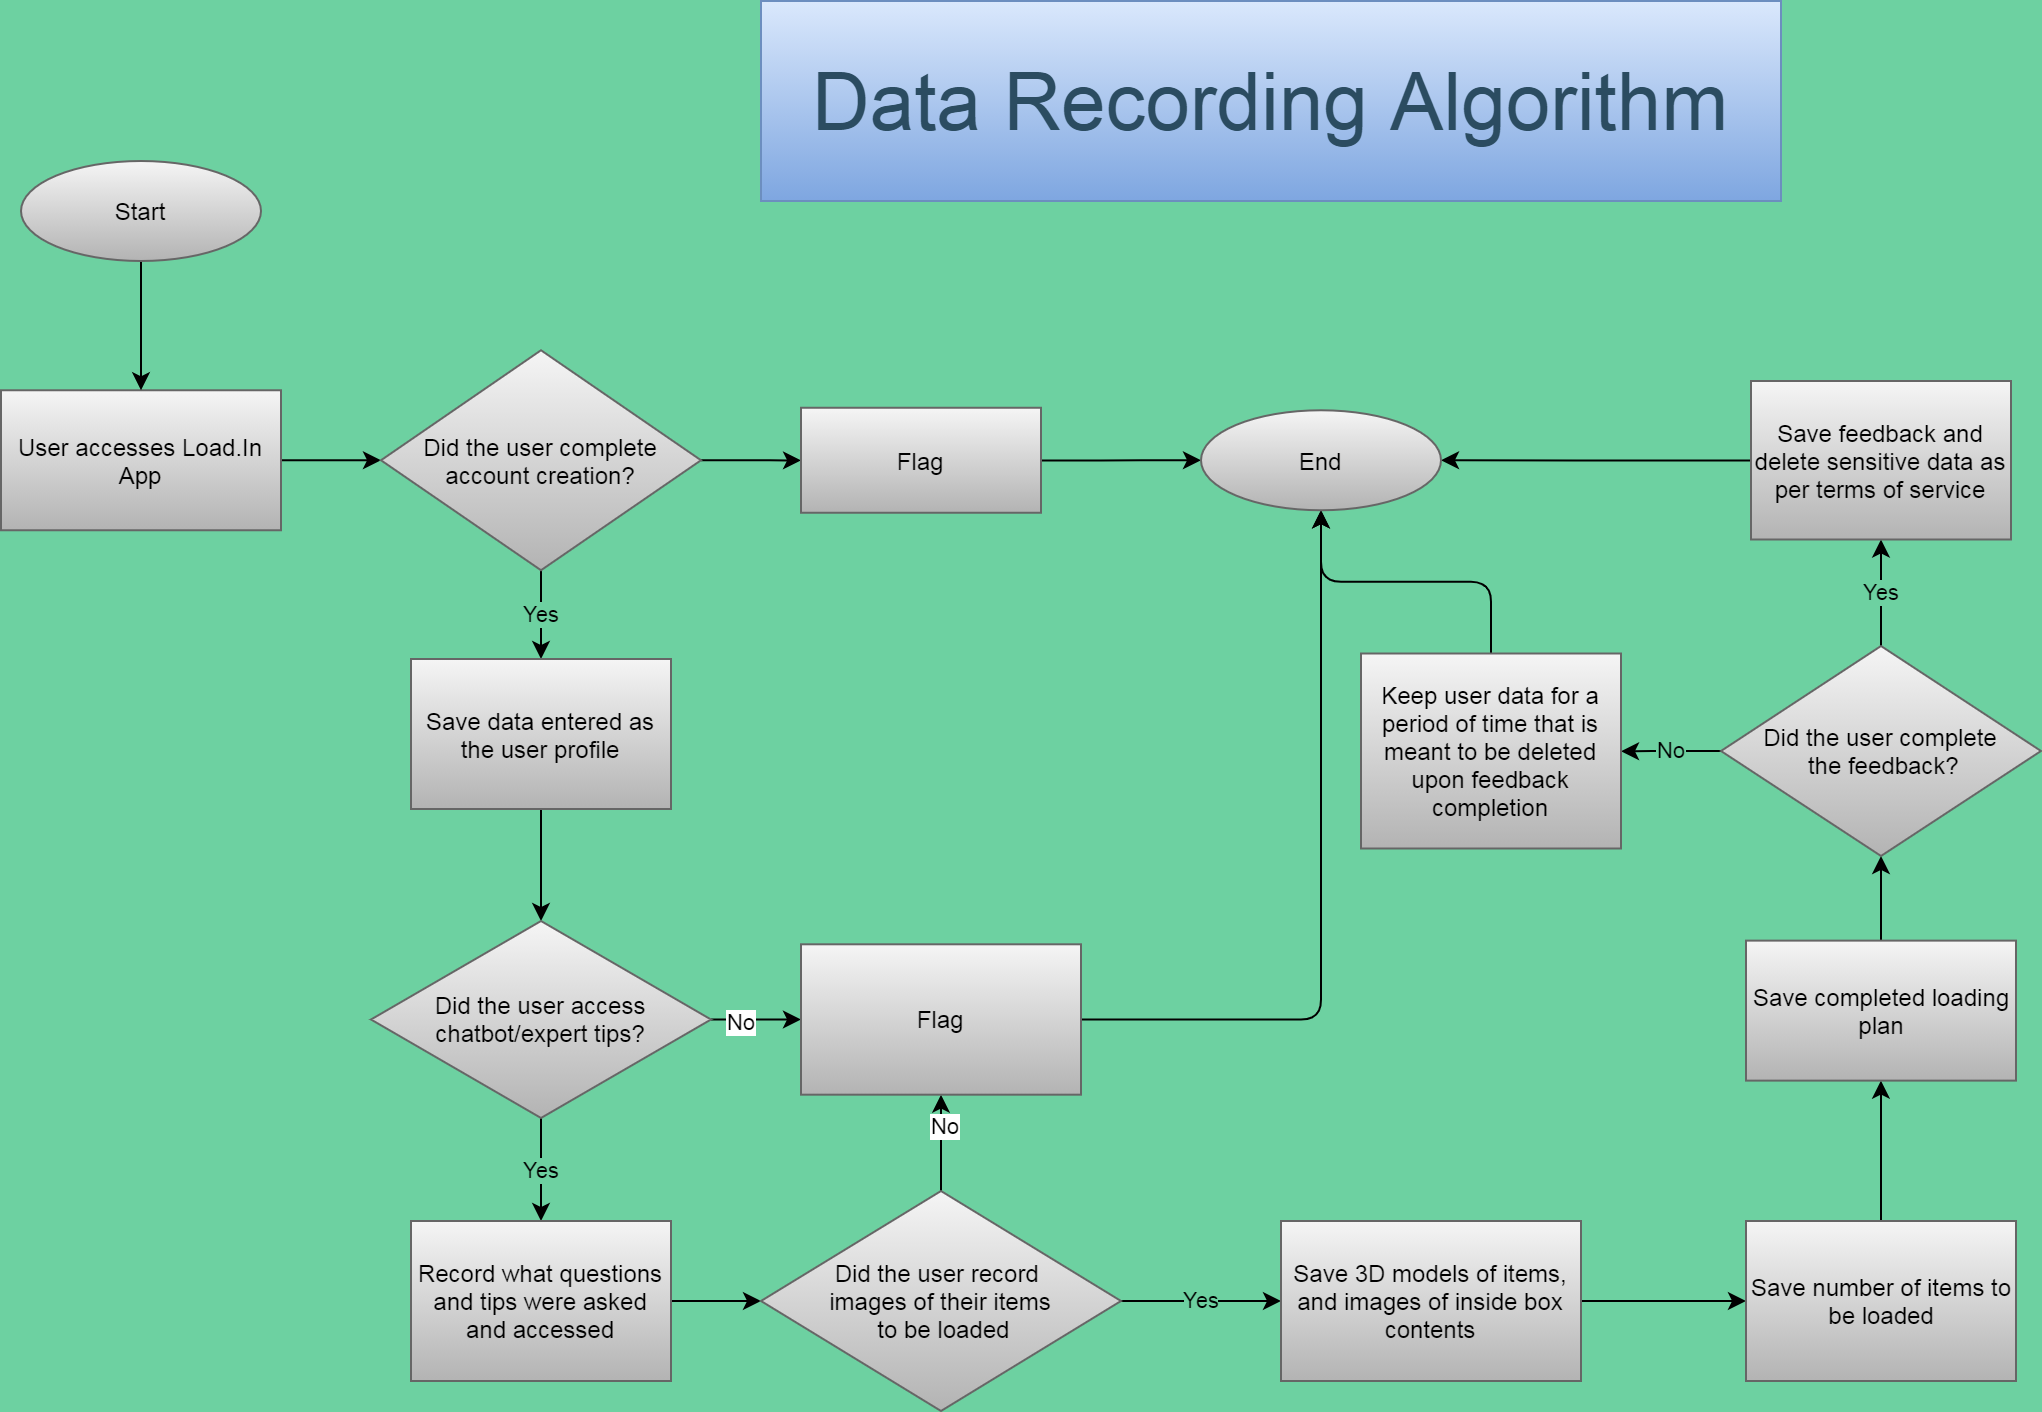 Data Recording Algorithm
Start
User accesses Load.In
App
Did the user complete
account creation?
Flag
End
Save feedback and
delete sensitive data as
per terms of service
Yes
Yes
Save data entered as
the user profile
Keep user data for a
period of time that is
meant to be deleted
upon feedback
completion
No
Did the user complete
the feedback?
Did the user access
chatbot/expert tips?
No
Flag
Save completed loading
plan
No
Yes
Record what questions
and tips were asked
and accessed
Did the user record
images of their items
to be loaded
Yes
Save 3D models of items,
and images of inside box
contents
Save number of items to
be loaded